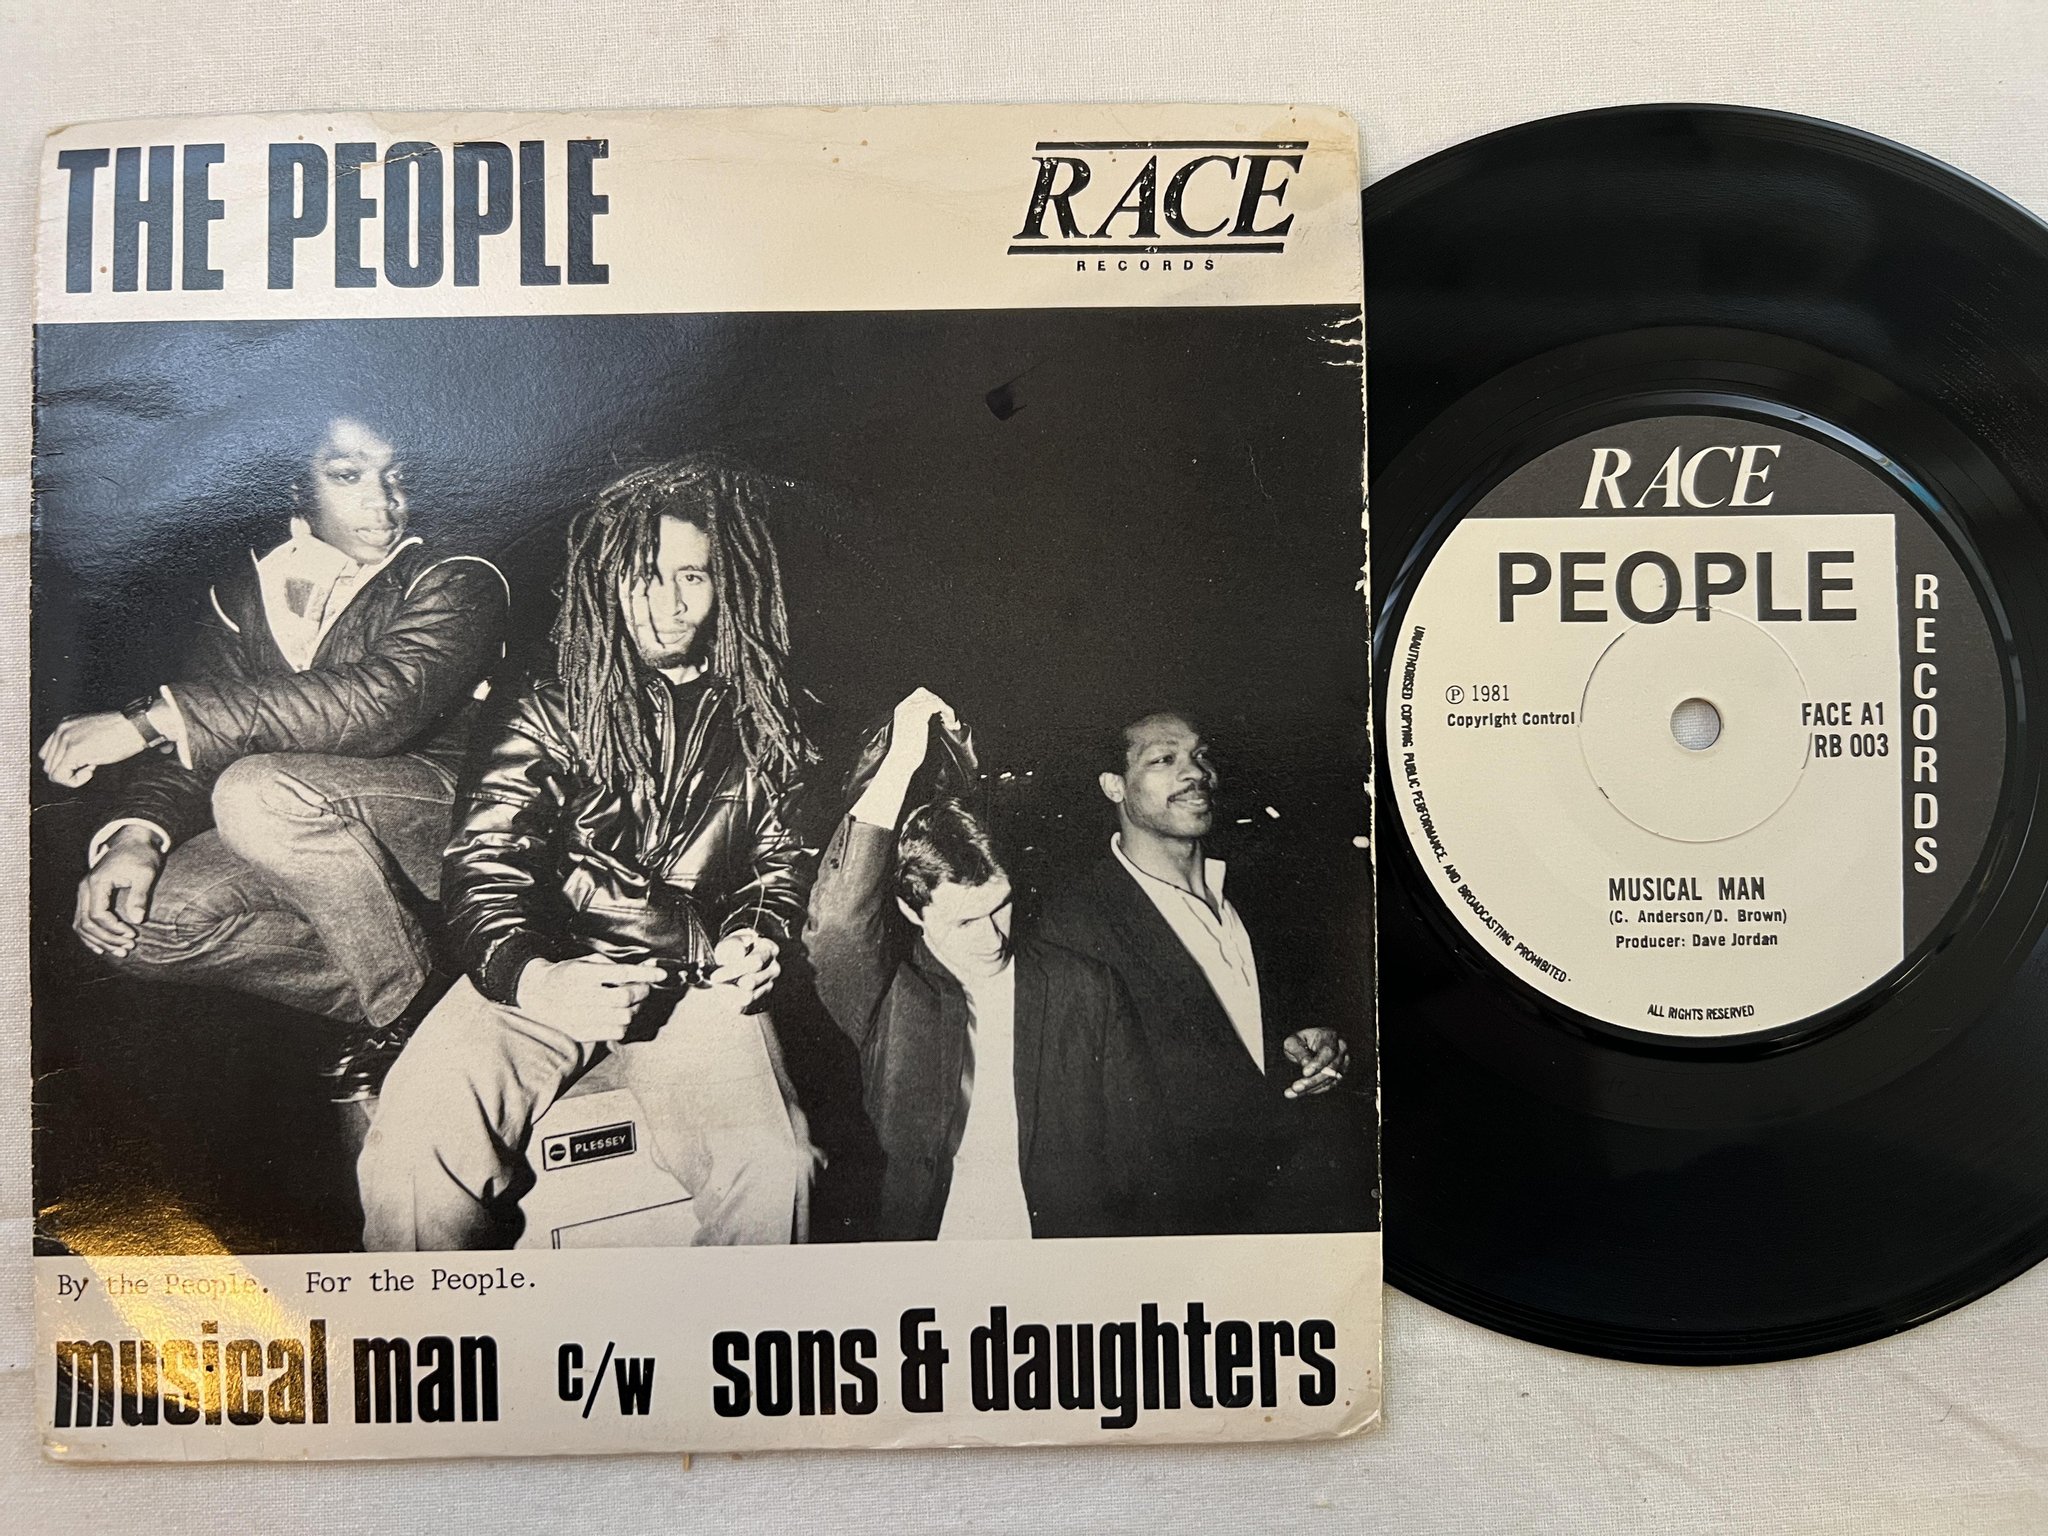 THE PEOPLE
RACE
RECORDS
PLESSEY
By the People. For the People.
musical man c/w sons & daughters
RACE
RECORDS
PEOPLE
℗ 1981
Copyright Control
FACE A1
RB 003
MUSICAL MAN
(C. Anderson/D. Brown)
Producer: Dave Jordan
UNAUTHORISED COPYING PUBLIC PERFORMANCE. AND BROADCASTING PROHIBITED-
ALL RIGHTS RESERVED